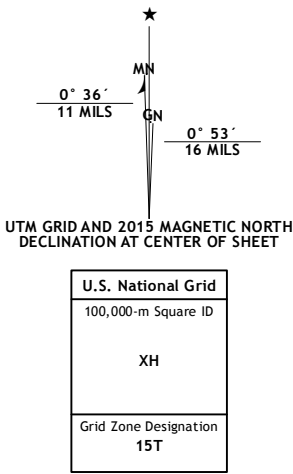 ★
MN
0° 36´
11 MILS
GN
0° 53´
16 MILS
UTM GRID AND 2015 MAGNETIC NORTH
DECLINATION AT CENTER OF SHEET
U.S. National Grid
100,000-m Square ID
XH
Grid Zone Designation
15T